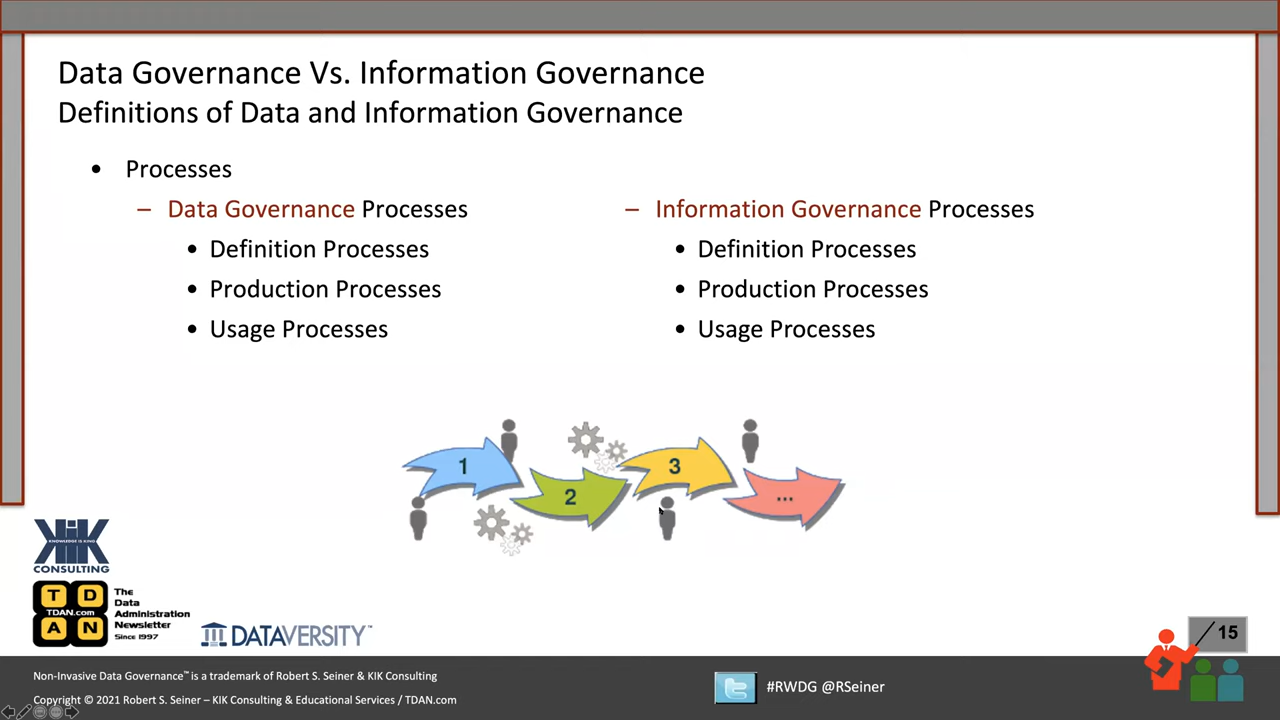 Data Governance Vs. Information Governance
Definitions of Data and Information Governance
• Processes
– Data Governance Processes
• Definition Processes
• Production Processes
• Usage Processes
– Information Governance Processes
• Definition Processes
• Production Processes
• Usage Processes
1
2
3
...
KIK
KNOWLEDGE IS KING
CONSULTING
T D
TDAN.com
A N
The
Data
Administration
Newsletter
Since 1997
DATAVERSITY™
15
Non-Invasive Data Governance™ is a trademark of Robert S. Seiner & KIK Consulting
Copyright © 2021 Robert S. Seiner – KIK Consulting & Educational Services / TDAN.com
#RWDG @RSeiner